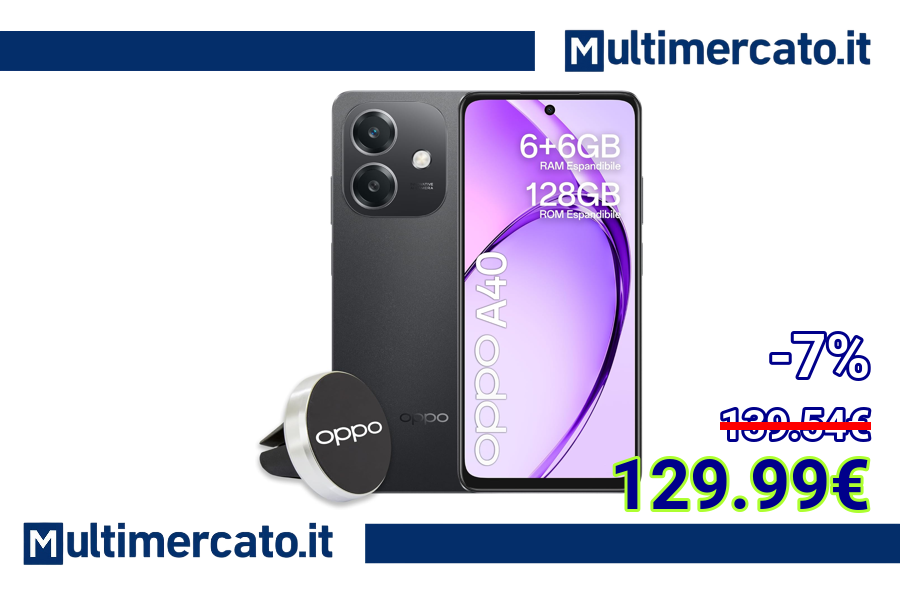 Multimercato.it
6+6GB
RAM Espandibile
128GB
ROM Espandibile
oppo A40
oppo
oppo
-7%
139.54€
129.99€
Multimercato.it